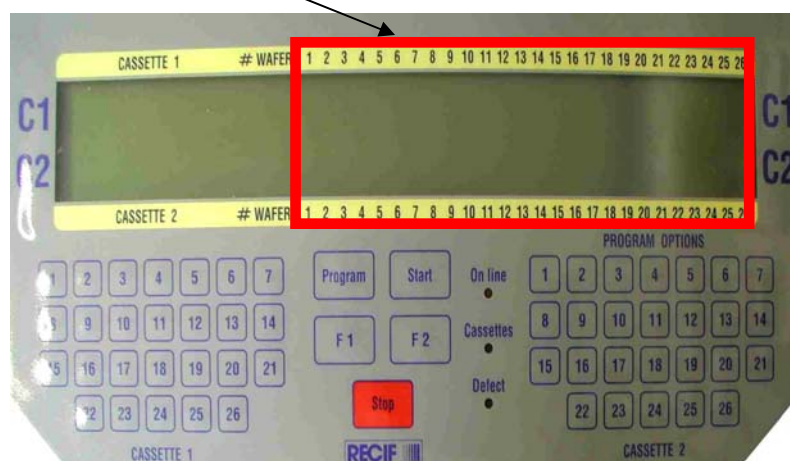 CASSETTE 1 # WAFER 1 2 3 4 5 6 7 8 9 10 11 12 13 14 15 16 17 18 19 20 21 22 23 24 25 26
C1 C1
C2 C2
CASSETTE 2 # WAFER 1 2 3 4 5 6 7 8 9 10 11 12 13 14 15 16 17 18 19 20 21 22 23 24 25
PROGRAM OPTIONS
1 2 3 4 5 6 7 Program Start On line 1 2 3 4 5 6 7
9 10 11 12 13 14 F 1 F 2 Cassettes 8 9 10 11 12 13 14
15 16 17 18 19 20 21 Defect 15 16 17 18 19 20 21
22 23 24 25 26 Stop 22 23 24 25 26
CASSETTE 1 RECIF CASSETTE 2